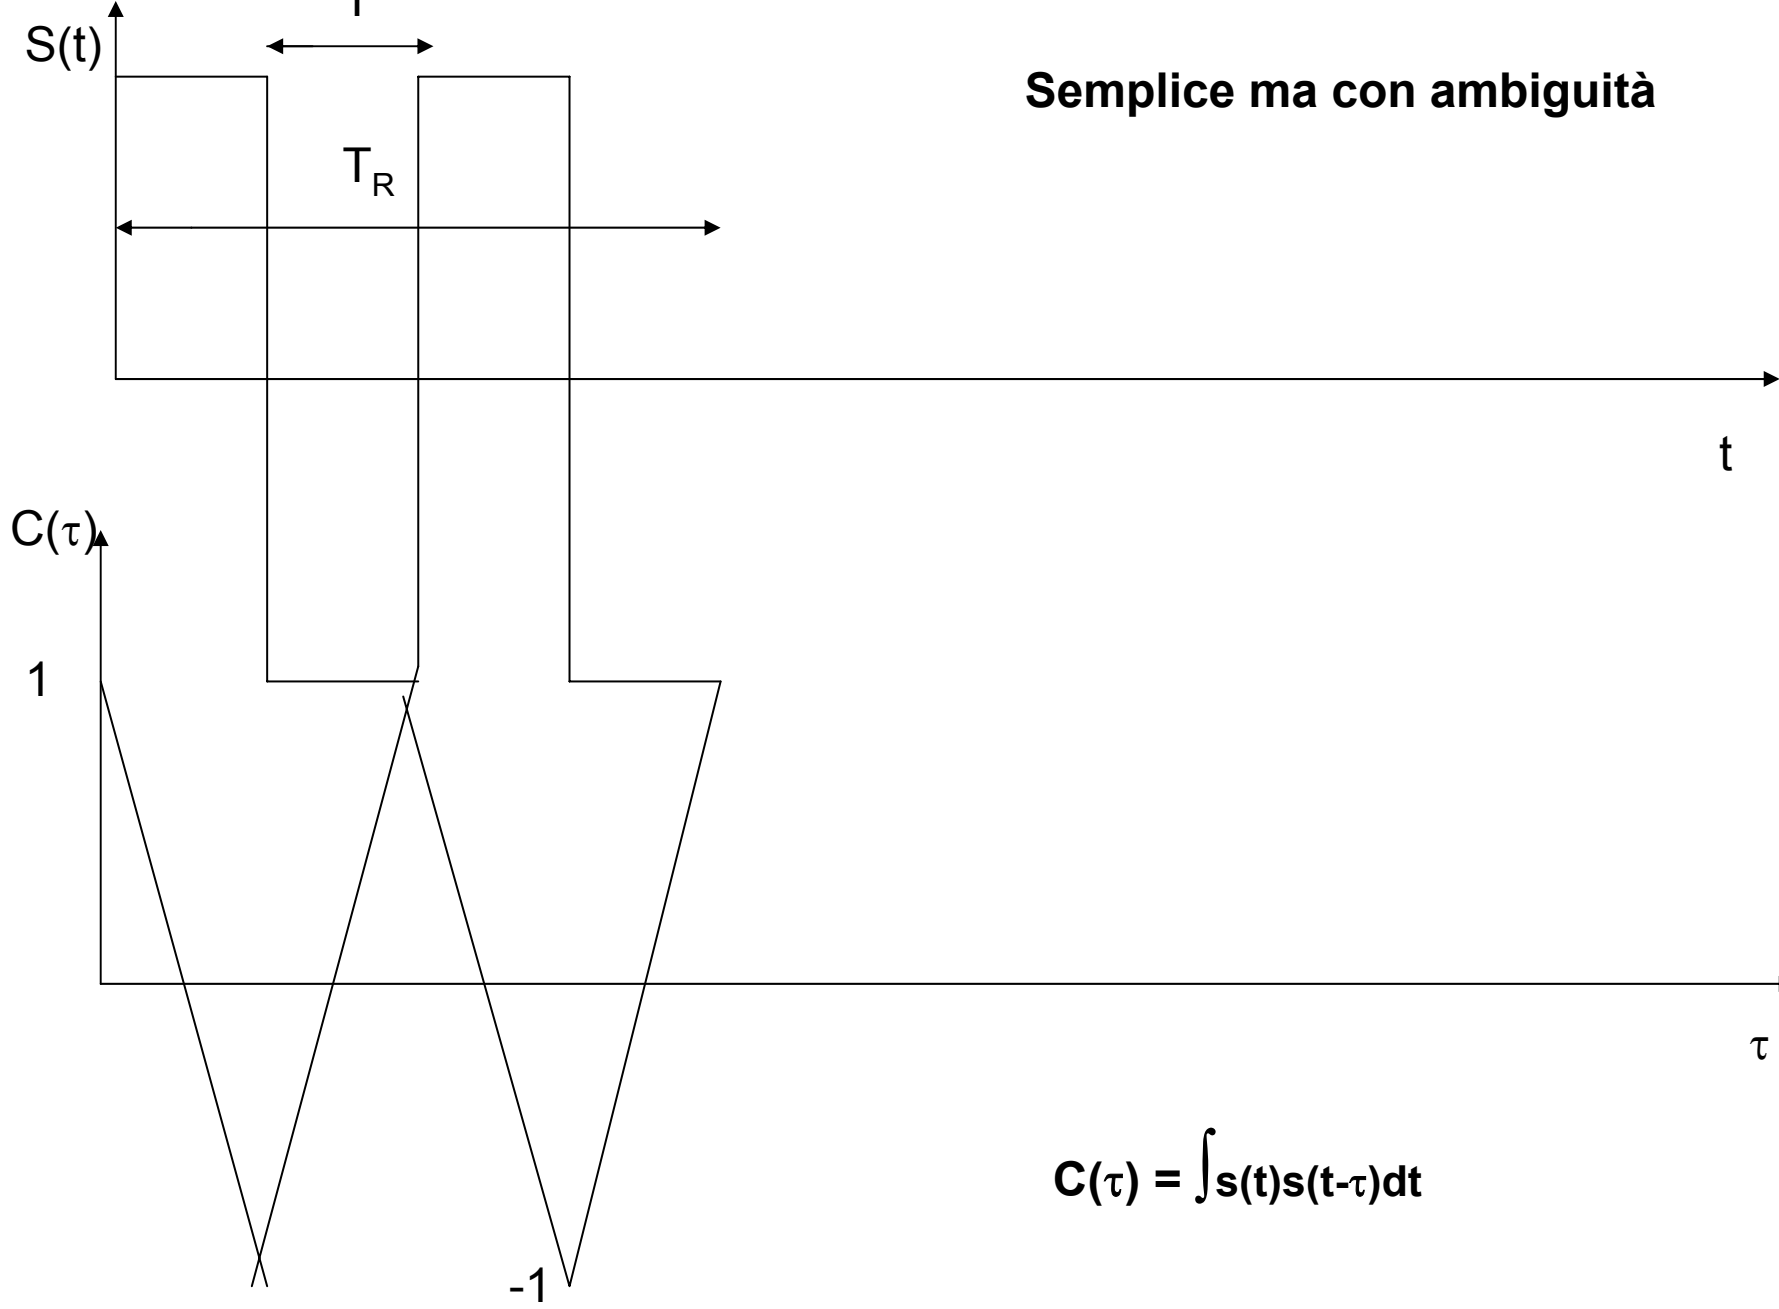 S(t)
Semplice ma con ambiguità
T_R
t
C(τ)
1
τ
C(τ) = ∫s(t)s(t-τ)dt
-1